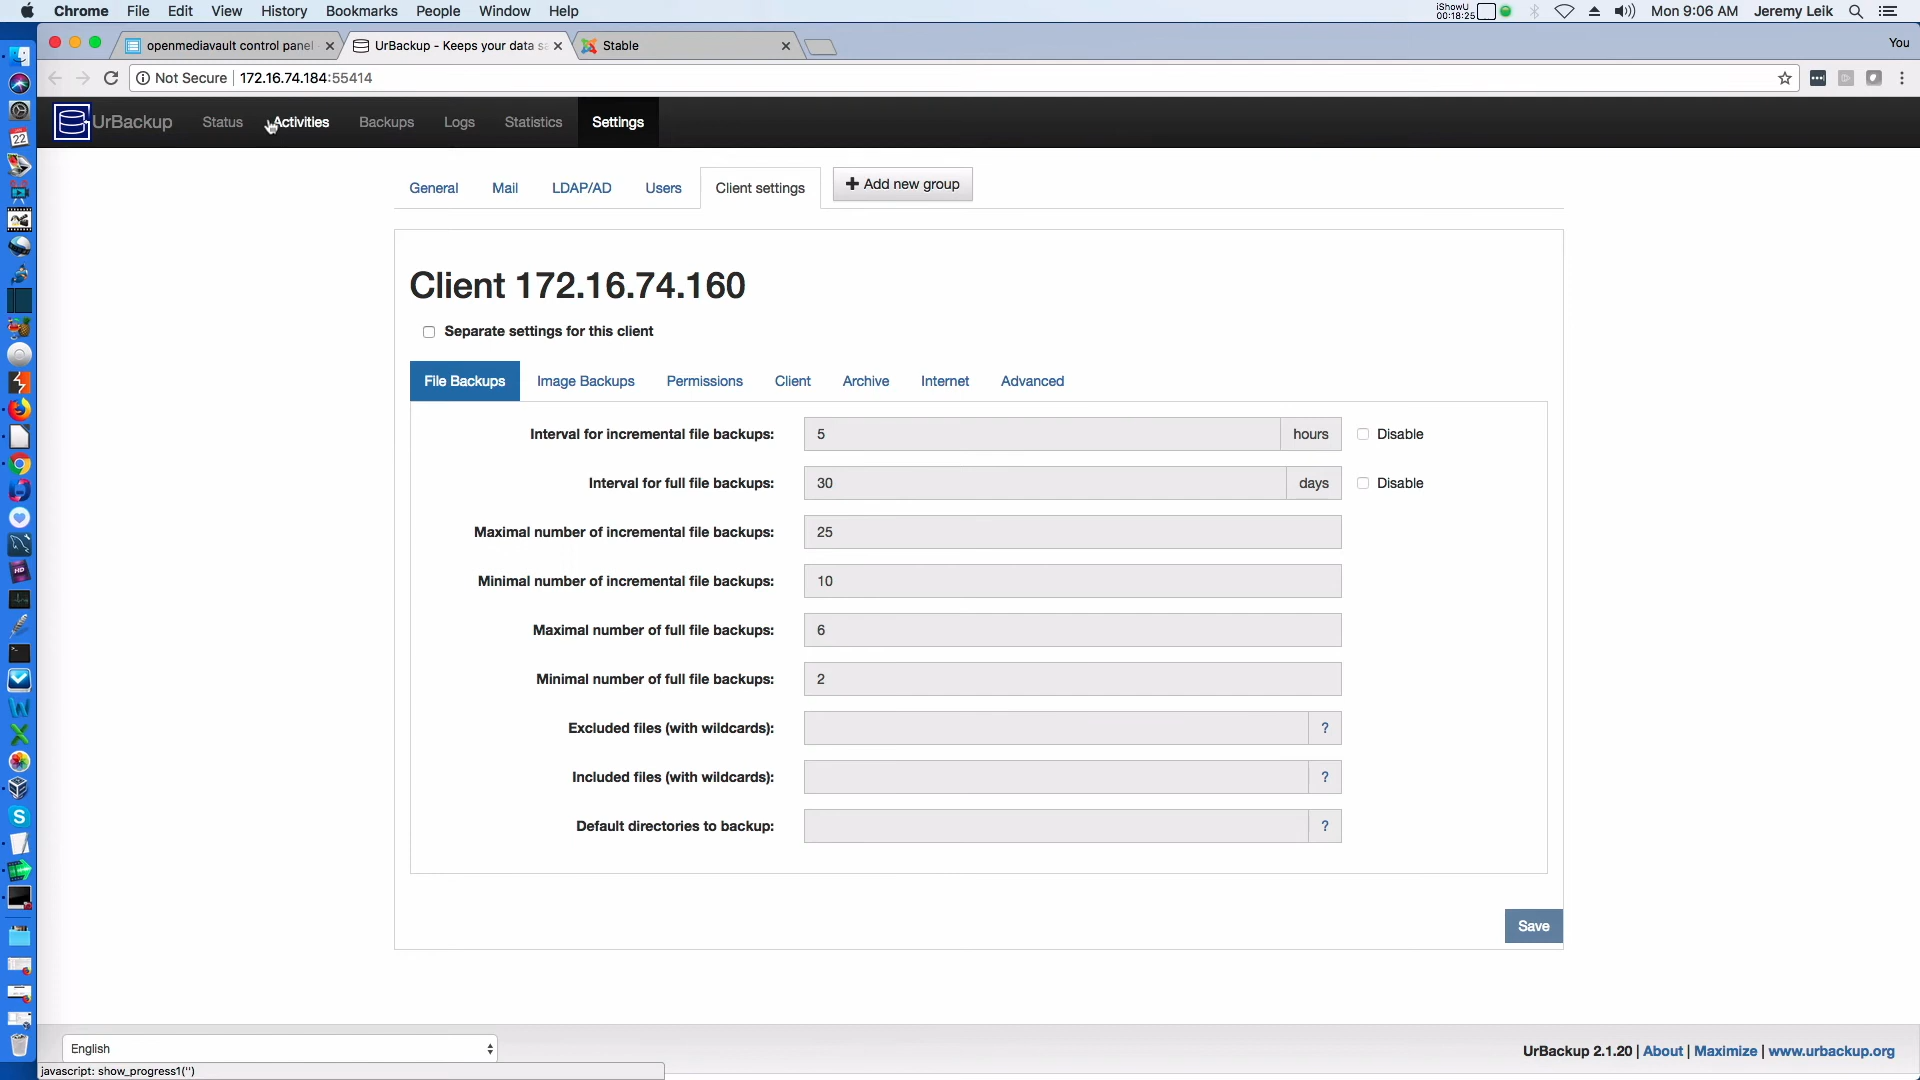 Chrome File Edit View History Bookmarks People Window Help iShowU 00:18:25 Mon 9:06 AM Jeremy Leik
openmediavault control panel UrBackup - Keeps your data sa Stable You
Not Secure 172.16.74.184:55414
UrBackup Status Activities Backups Logs Statistics Settings
General Mail LDAP/AD Users Client settings Add new group
Client 172.16.74.160
Separate settings for this client
File Backups Image Backups Permissions Client Archive Internet Advanced
Interval for incremental file backups: 5 hours Disable
Interval for full file backups: 30 days Disable
Maximal number of incremental file backups: 25
Minimal number of incremental file backups: 10
Maximal number of full file backups: 6
Minimal number of full file backups: 2
Excluded files (with wildcards): ?
Included files (with wildcards): ?
Default directories to backup: ?
Save
English UrBackup 2.1.20 | About | Maximize | www.urbackup.org
javascript: show_progress1('')